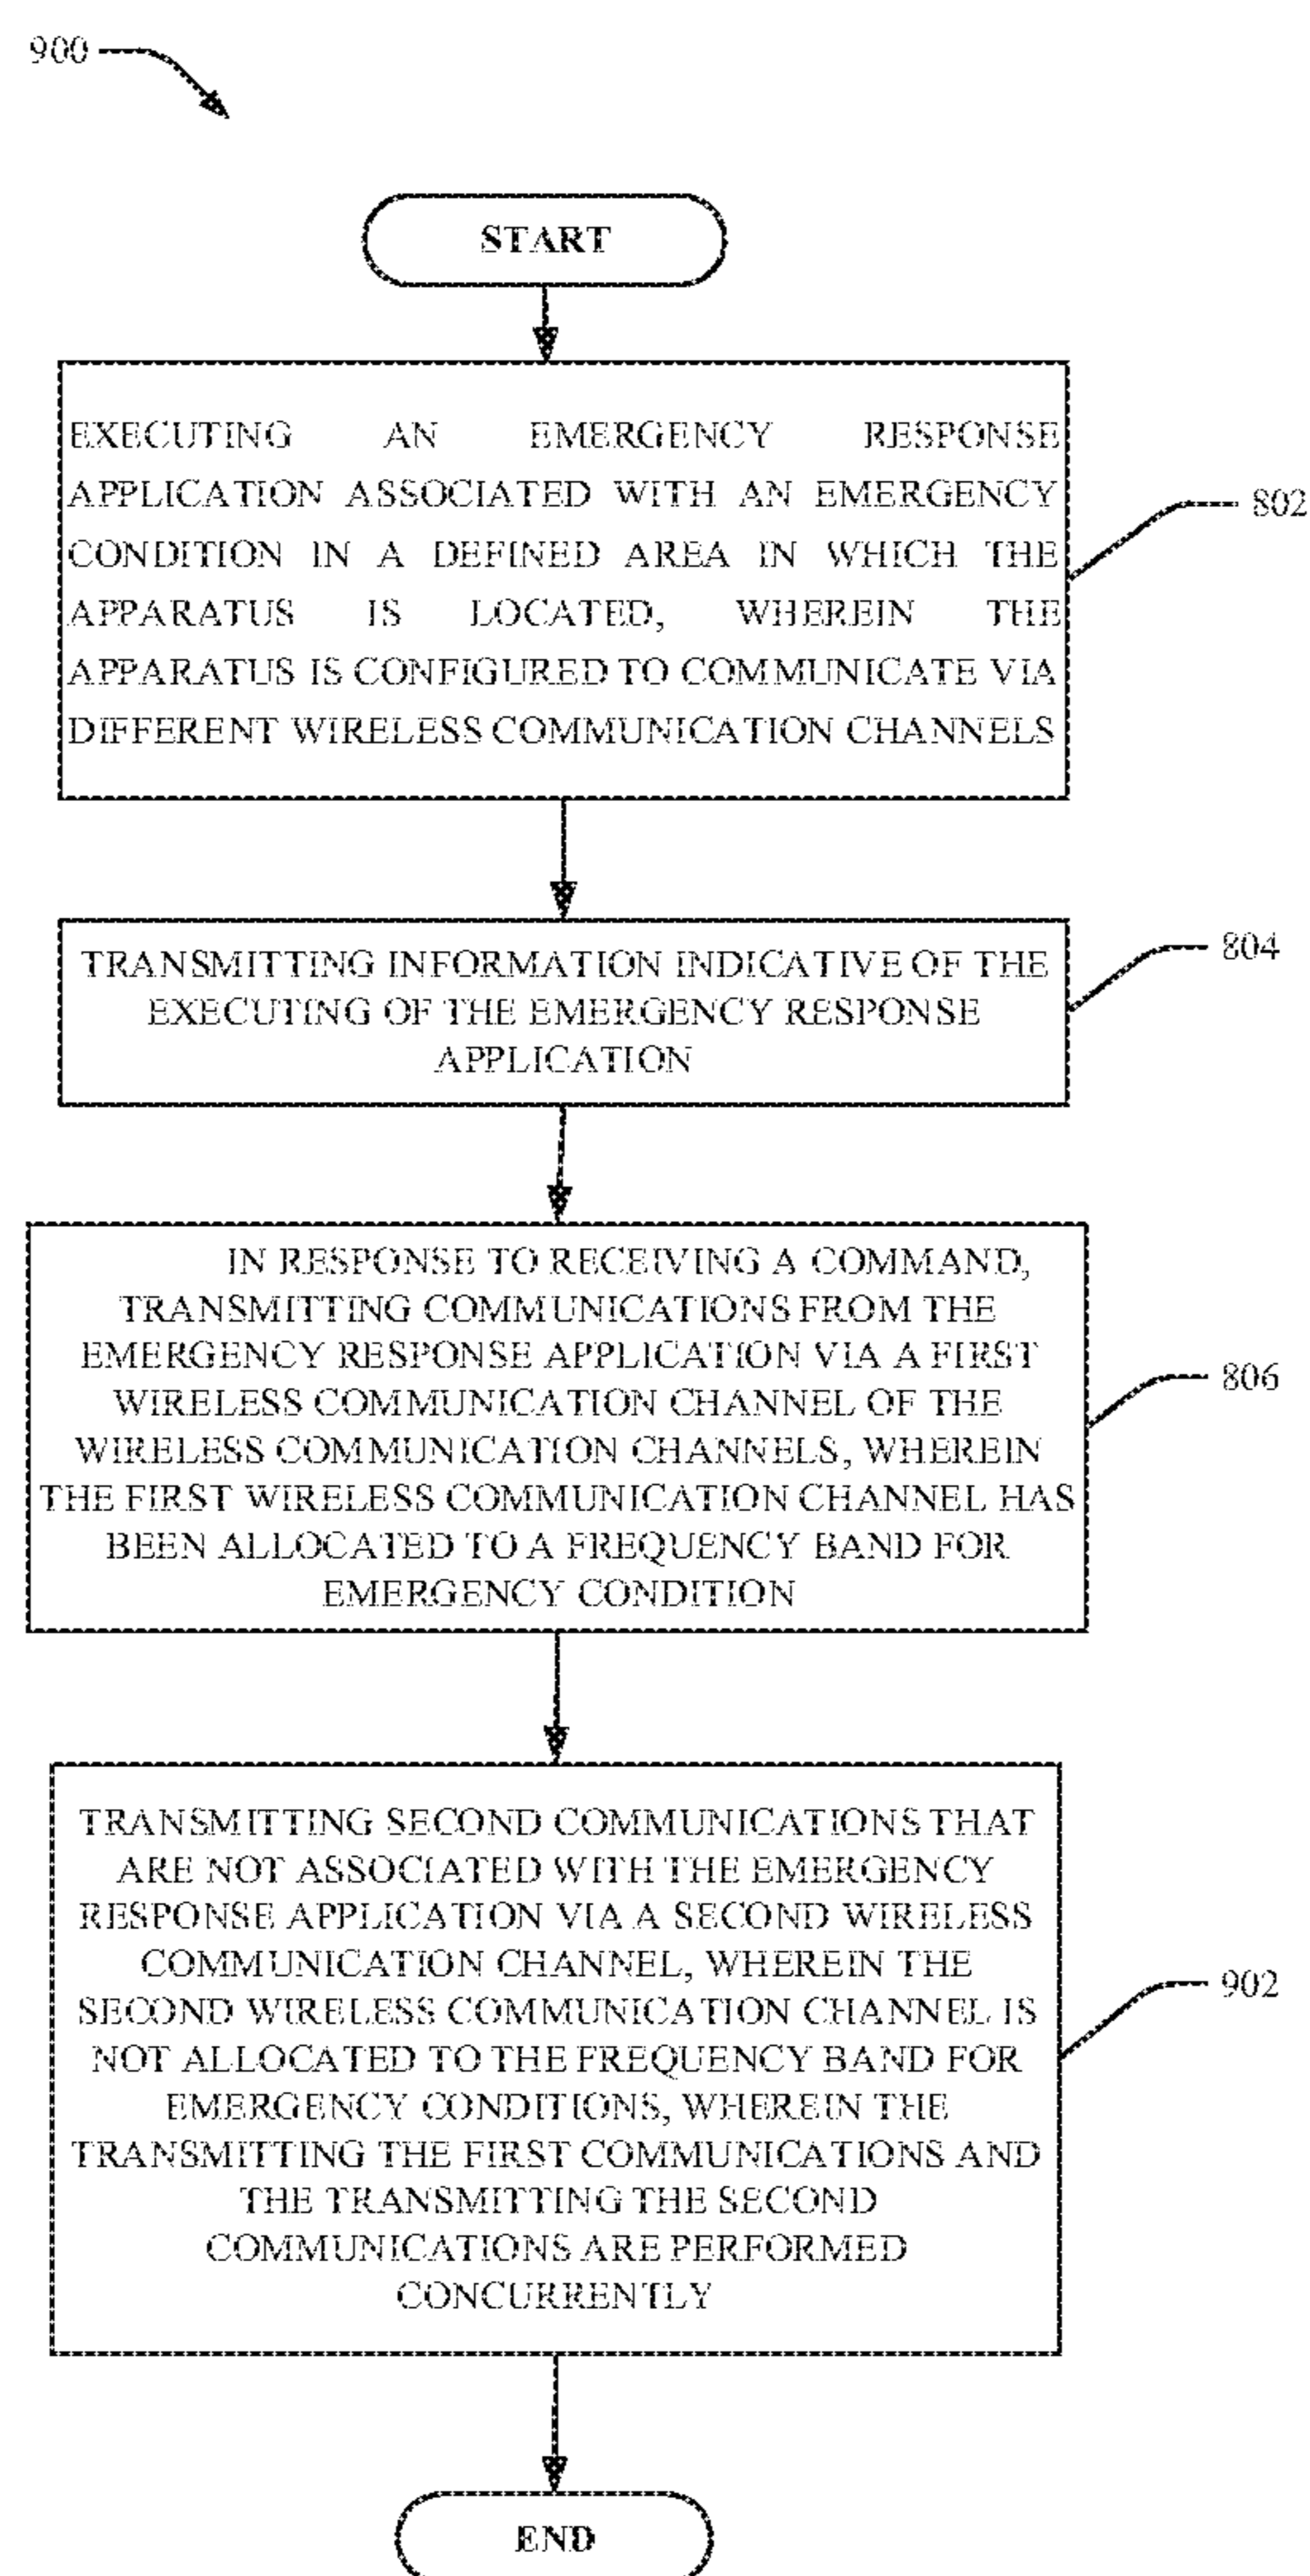 900
START
EXECUTING AN EMERGENCY RESPONSE
APPLICATION ASSOCIATED WITH AN EMERGENCY
CONDITION IN A DEFINED AREA IN WHICH THE
APPARATUS IS LOCATED, WHEREIN THE
APPARATUS IS CONFIGURED TO COMMUNICATE VIA
DIFFERENT WIRELESS COMMUNICATION CHANNELS
802
TRANSMITTING INFORMATION INDICATIVE OF THE
EXECUTING OF THE EMERGENCY RESPONSE
APPLICATION
804
IN RESPONSE TO RECEIVING A COMMAND,
TRANSMITTING COMMUNICATIONS FROM THE
EMERGENCY RESPONSE APPLICATION VIA A FIRST
WIRELESS COMMUNICATION CHANNEL OF THE
WIRELESS COMMUNICATION CHANNELS, WHEREIN
THE FIRST WIRELESS COMMUNICATION CHANNEL HAS
BEEN ALLOCATED TO A FREQUENCY BAND FOR
EMERGENCY CONDITION
806
TRANSMITTING SECOND COMMUNICATIONS THAT
ARE NOT ASSOCIATED WITH THE EMERGENCY
RESPONSE APPLICATION VIA A SECOND WIRELESS
COMMUNICATION CHANNEL, WHEREIN THE
SECOND WIRELESS COMMUNICATION CHANNEL IS
NOT ALLOCATED TO THE FREQUENCY BAND FOR
EMERGENCY CONDITIONS, WHEREIN THE
TRANSMITTING THE FIRST COMMUNICATIONS AND
THE TRANSMITTING THE SECOND
COMMUNICATIONS ARE PERFORMED
CONCURRENTLY
902
END